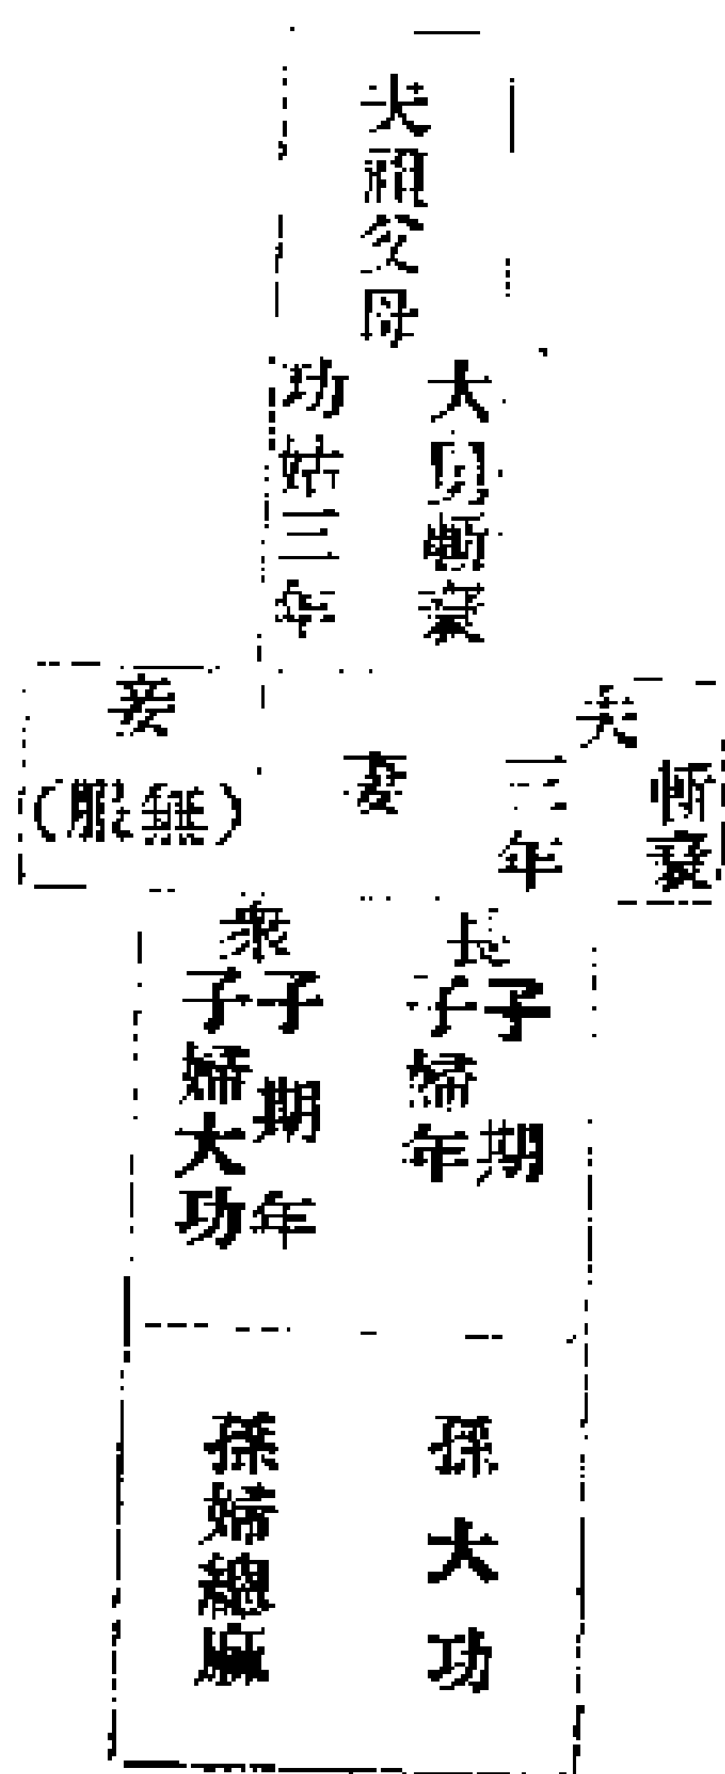 夫祖父母
大功
舅斬衰
姑三年
夫
斬衰
三年
妻
妾
(無服)
長
子期
子婦年
衆
子期年
子婦大功
孫大功
孫婦緦麻